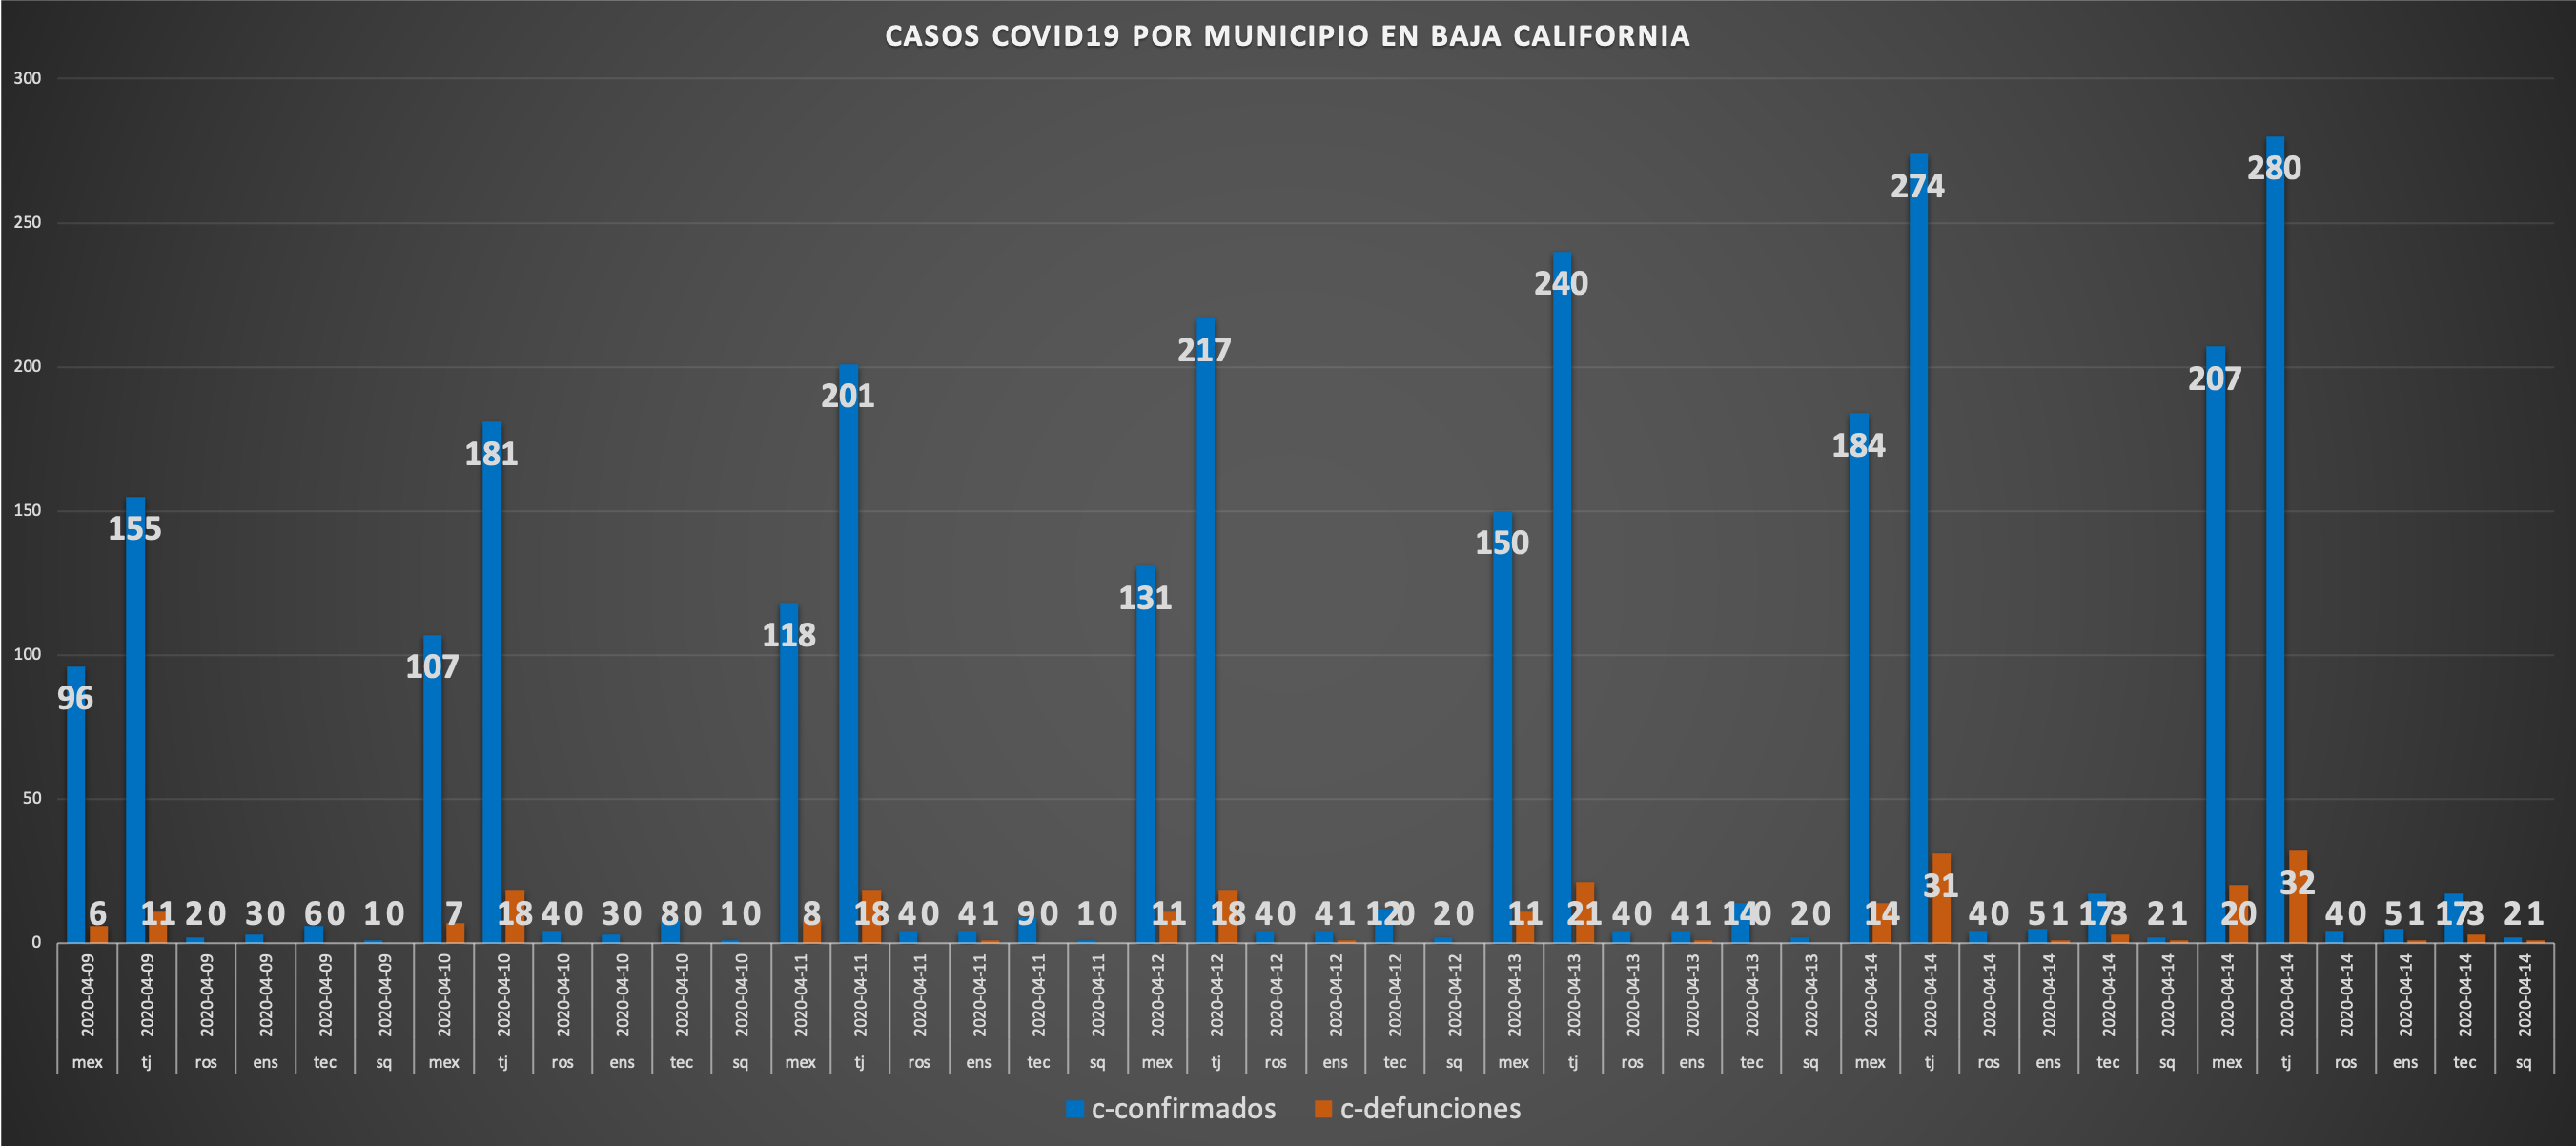 CASOS COVID19 POR MUNICIPIO EN BAJA CALIFORNIA
300
250
200
150
100
50
0
96 6 155 11 2 0 3 0 6 0 1 0
107 7 181 18 4 0 3 0 8 0 1 0
118 8 201 18 4 0 4 1 9 0 1 0
131 11 217 18 4 0 4 1 12 0 2 0
150 11 240 21 4 0 4 1 14 0 2 0
184 14 274 31 4 0 5 1 17 3 2 1
207 20 280 32 4 0 5 1 17 3 2 1
2020-04-09 2020-04-09 2020-04-09 2020-04-09 2020-04-09 2020-04-09 2020-04-10 2020-04-10 2020-04-10 2020-04-10 2020-04-10 2020-04-10 2020-04-11 2020-04-11 2020-04-11 2020-04-11 2020-04-11 2020-04-11 2020-04-12 2020-04-12 2020-04-12 2020-04-12 2020-04-12 2020-04-12 2020-04-13 2020-04-13 2020-04-13 2020-04-13 2020-04-13 2020-04-13 2020-04-14 2020-04-14 2020-04-14 2020-04-14 2020-04-14 2020-04-14 2020-04-14 2020-04-14 2020-04-14 2020-04-14 2020-04-14 2020-04-14
mex tj ros ens tec sq mex tj ros ens tec sq mex tj ros ens tec sq mex tj ros ens tec sq mex tj ros ens tec sq mex tj ros ens tec sq mex tj ros ens tec sq
c-confirmados c-defunciones